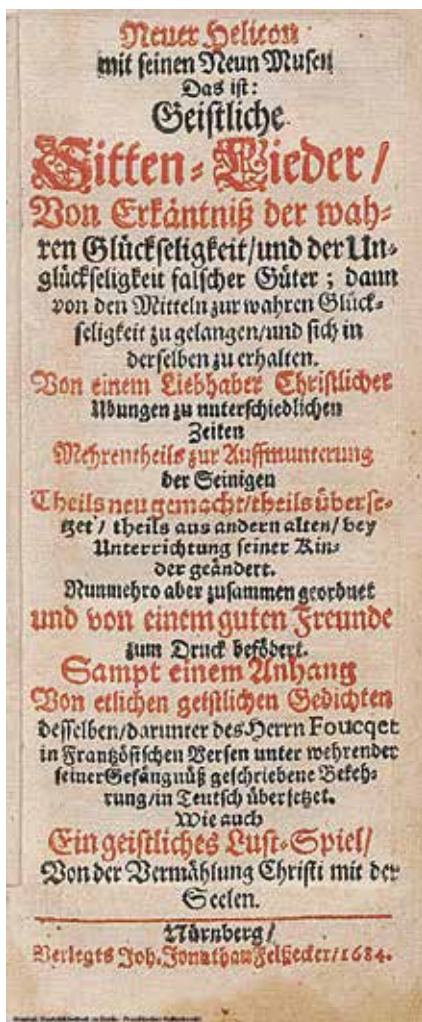 Neuer Helicon
mit seinen Neun Musen
Das ist:
Geistliche
Sitten-Lieder/
Von Erkäntniß der wah-
ren Glückseligkeit/und der Un-
glückseligkeit falscher Güter; dann
von den Mitteln zur wahren Glück-
seligkeit zu gelangen/und sich in
derselben zu erhalten.
Von einem Liebhaber Christlicher
Ubungen zu unterschiedlichen
Zeiten
Mehrentheils zur Auffmunterung
der Seinigen
Theils neu gemacht/theils überse-
tzet/ theils aus andern alten/ bey
Unterrichtung seiner Kin-
der geändert.
Nunmehro aber zusammen geordnet
und von einem guten Freunde
zum Druck befödert.
Sampt einem Anhang
Von etlichen geistlichen Gedichten
desselben/darunter des Herrn Foucqet
in Frantzösischen Versen unter wehrender
seiner Gefängnüß geschriebene Bekeh-
rung/in Teutsch übersetzet.
Wie auch
Ein geistliches Lust-Spiel/
Von der Vermählung Christi mit der
Seelen.
Nürnberg/
Verlegts Joh. Jonathan Felßecker/1684.